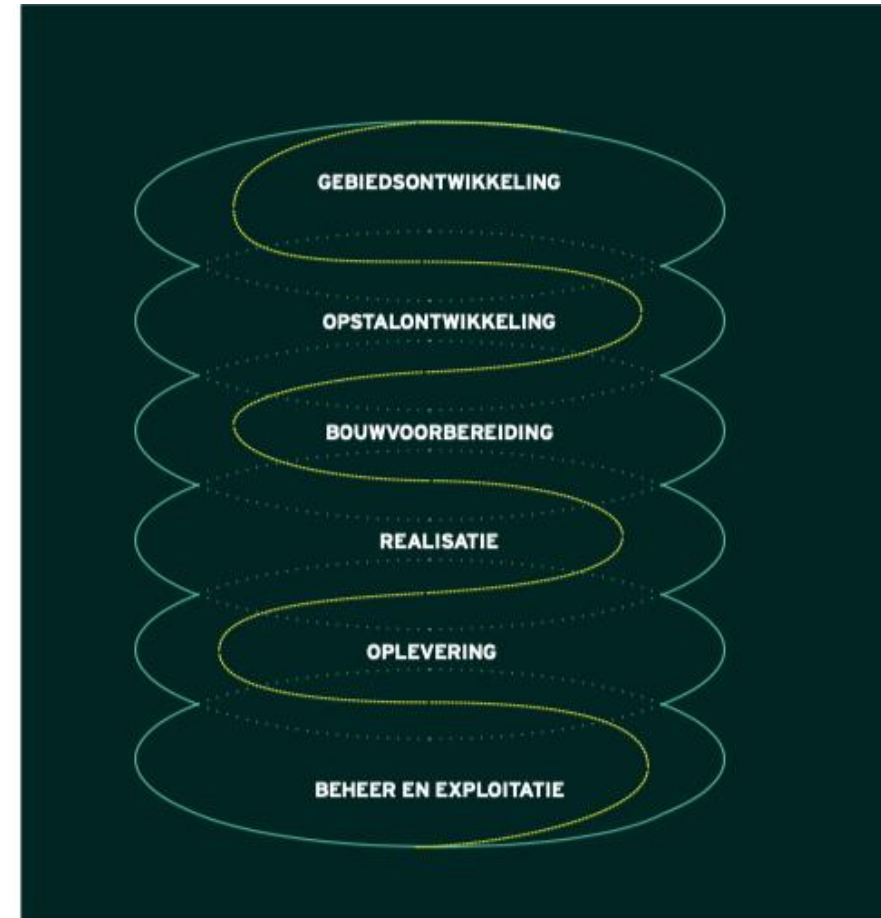 GEBIEDSONTWIKKELING
OPSTALONTWIKKELING
BOUWVOORBEREIDING
REALISATIE
OPLEVERING
BEHEER EN EXPLOITATIE